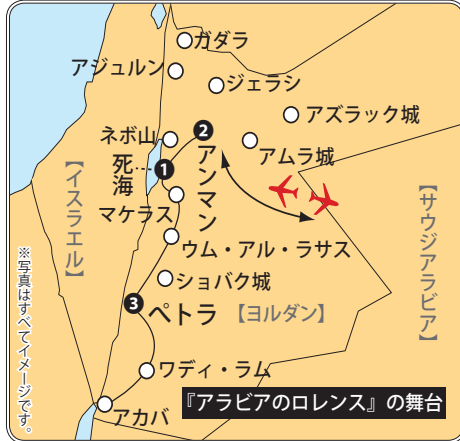 ガダラ
アジュルン
ジェラシ
アズラック城
ネボ山
2
アンマン
アムラ城
死海
1
マケラス
【イスラエル】
【サウジアラビア】
ウム・アル・ラサス
ショバク城
3
ペトラ
【ヨルダン】
※写真はすべてイメージです。
ワディ・ラム
『アラビアのロレンス』の舞台
アカバ